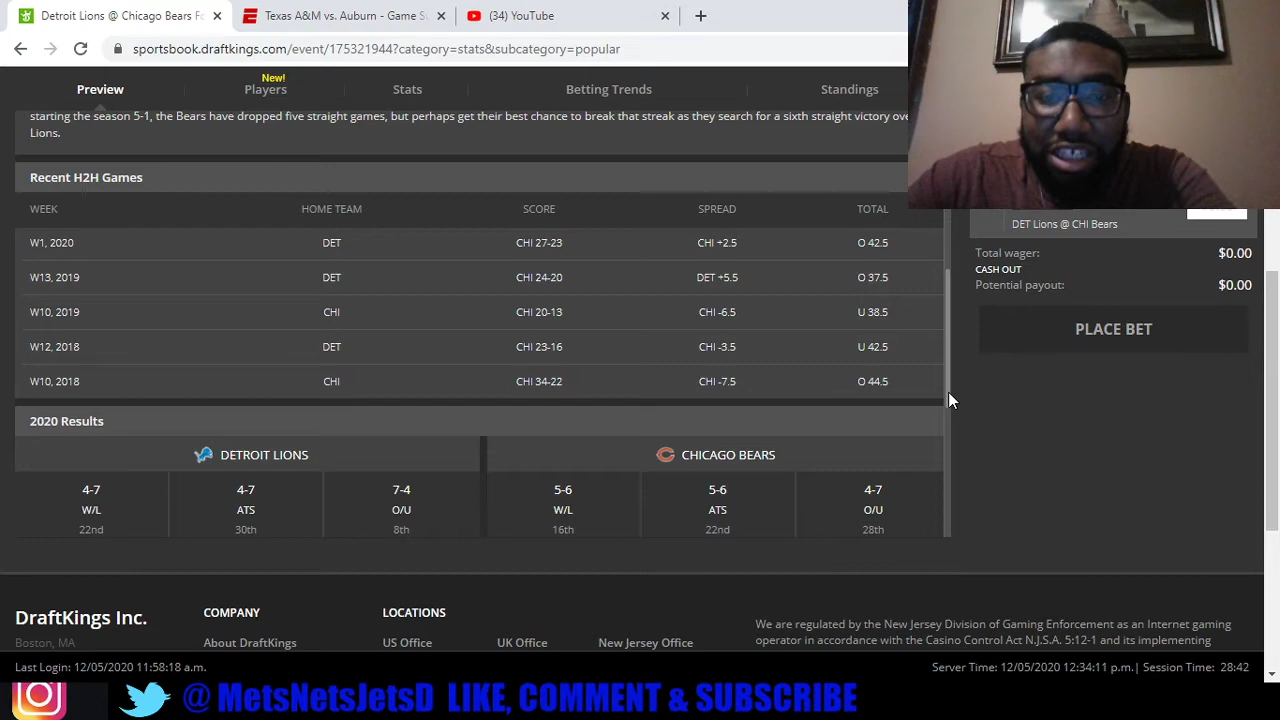 Detroit Lions @ Chicago Bears Fo
Texas A&M vs. Auburn - Game Su
(34) YouTube
sportsbook.draftkings.com/event/175321944?category=stats&subcategory=popular
New!
Preview Players Stats Betting Trends Standings
starting the season 5-1, the Bears have dropped five straight games, but perhaps get their best chance to break that streak as they search for a sixth straight victory ove
Lions.
Recent H2H Games
WEEK HOME TEAM SCORE SPREAD TOTAL
W1, 2020 DET CHI 27-23 CHI +2.5 O 42.5
W13, 2019 DET CHI 24-20 DET +5.5 O 37.5
W10, 2019 CHI CHI 20-13 CHI -6.5 U 38.5
W12, 2018 DET CHI 23-16 CHI -3.5 U 42.5
W10, 2018 CHI CHI 34-22 CHI -7.5 O 44.5
2020 Results
DETROIT LIONS CHICAGO BEARS
4-7 4-7 7-4 5-6 5-6 4-7
W/L ATS O/U W/L ATS O/U
22nd 30th 8th 16th 22nd 28th
DET Lions @ CHI Bears
Total wager: $0.00
CASH OUT
Potential payout: $0.00
PLACE BET
DraftKings Inc. COMPANY LOCATIONS
Boston, MA About DraftKings US Office UK Office New Jersey Office
We are regulated by the New Jersey Division of Gaming Enforcement as an Internet gaming
operator in accordance with the Casino Control Act N.J.S.A. 5:12-1 and its implementing
Last Login: 12/05/2020 11:58:18 a.m. Server Time: 12/05/2020 12:34:11 p.m.| Session Time: 28:42
@ MetsNetsJetsD LIKE, COMMENT & SUBSCRIBE